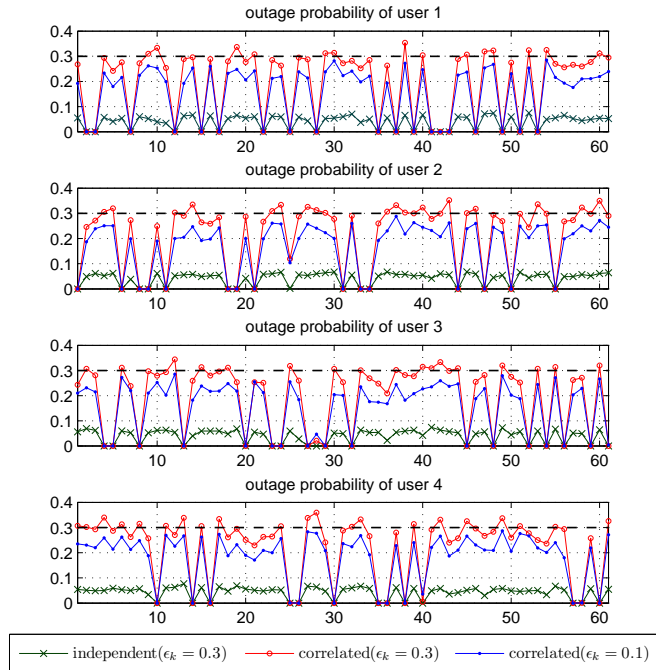 outage probability of user 1
0.4
0.3
0.2
0.1
0
10 20 30 40 50 60
outage probability of user 2
0.4
0.3
0.2
0.1
0
10 20 30 40 50 60
outage probability of user 3
0.4
0.3
0.2
0.1
0
10 20 30 40 50 60
outage probability of user 4
0.4
0.3
0.2
0.1
0
10 20 30 40 50 60
independent(ϵₖ = 0.3) correlated(ϵₖ = 0.3) correlated(ϵₖ = 0.1)